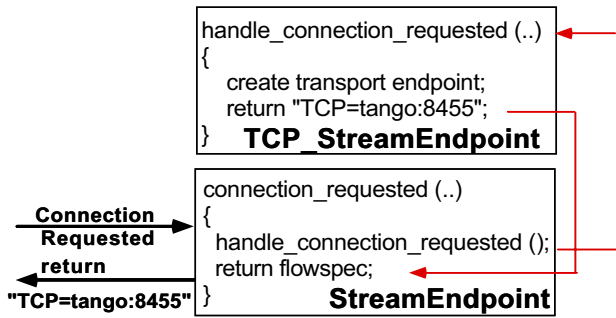 handle_connection_requested (..)
{
create transport endpoint;
return "TCP=tango:8455";
} TCP_StreamEndpoint
connection_requested (..)
{
handle_connection_requested ();
return flowspec;
} StreamEndpoint
Connection
Requested
return
"TCP=tango:8455"